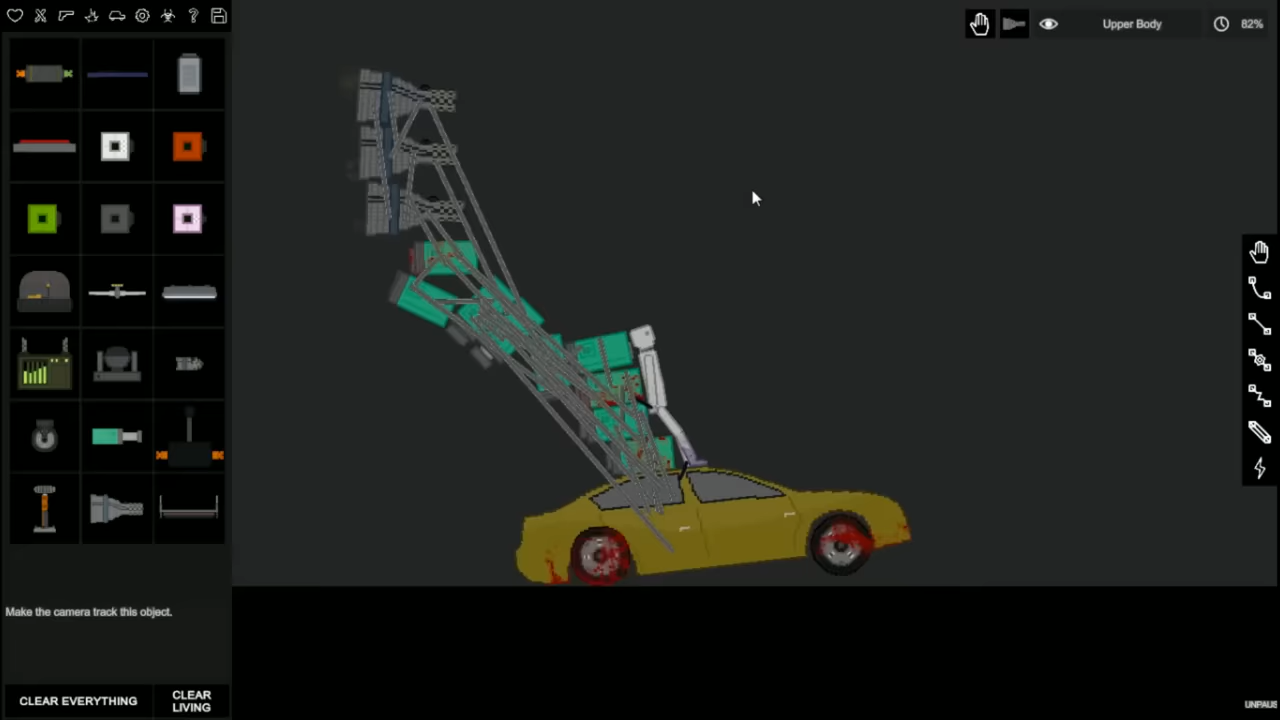 Upper Body
82%
Make the camera track this object.
CLEAR EVERYTHING
CLEAR
LIVING
UNPAUS